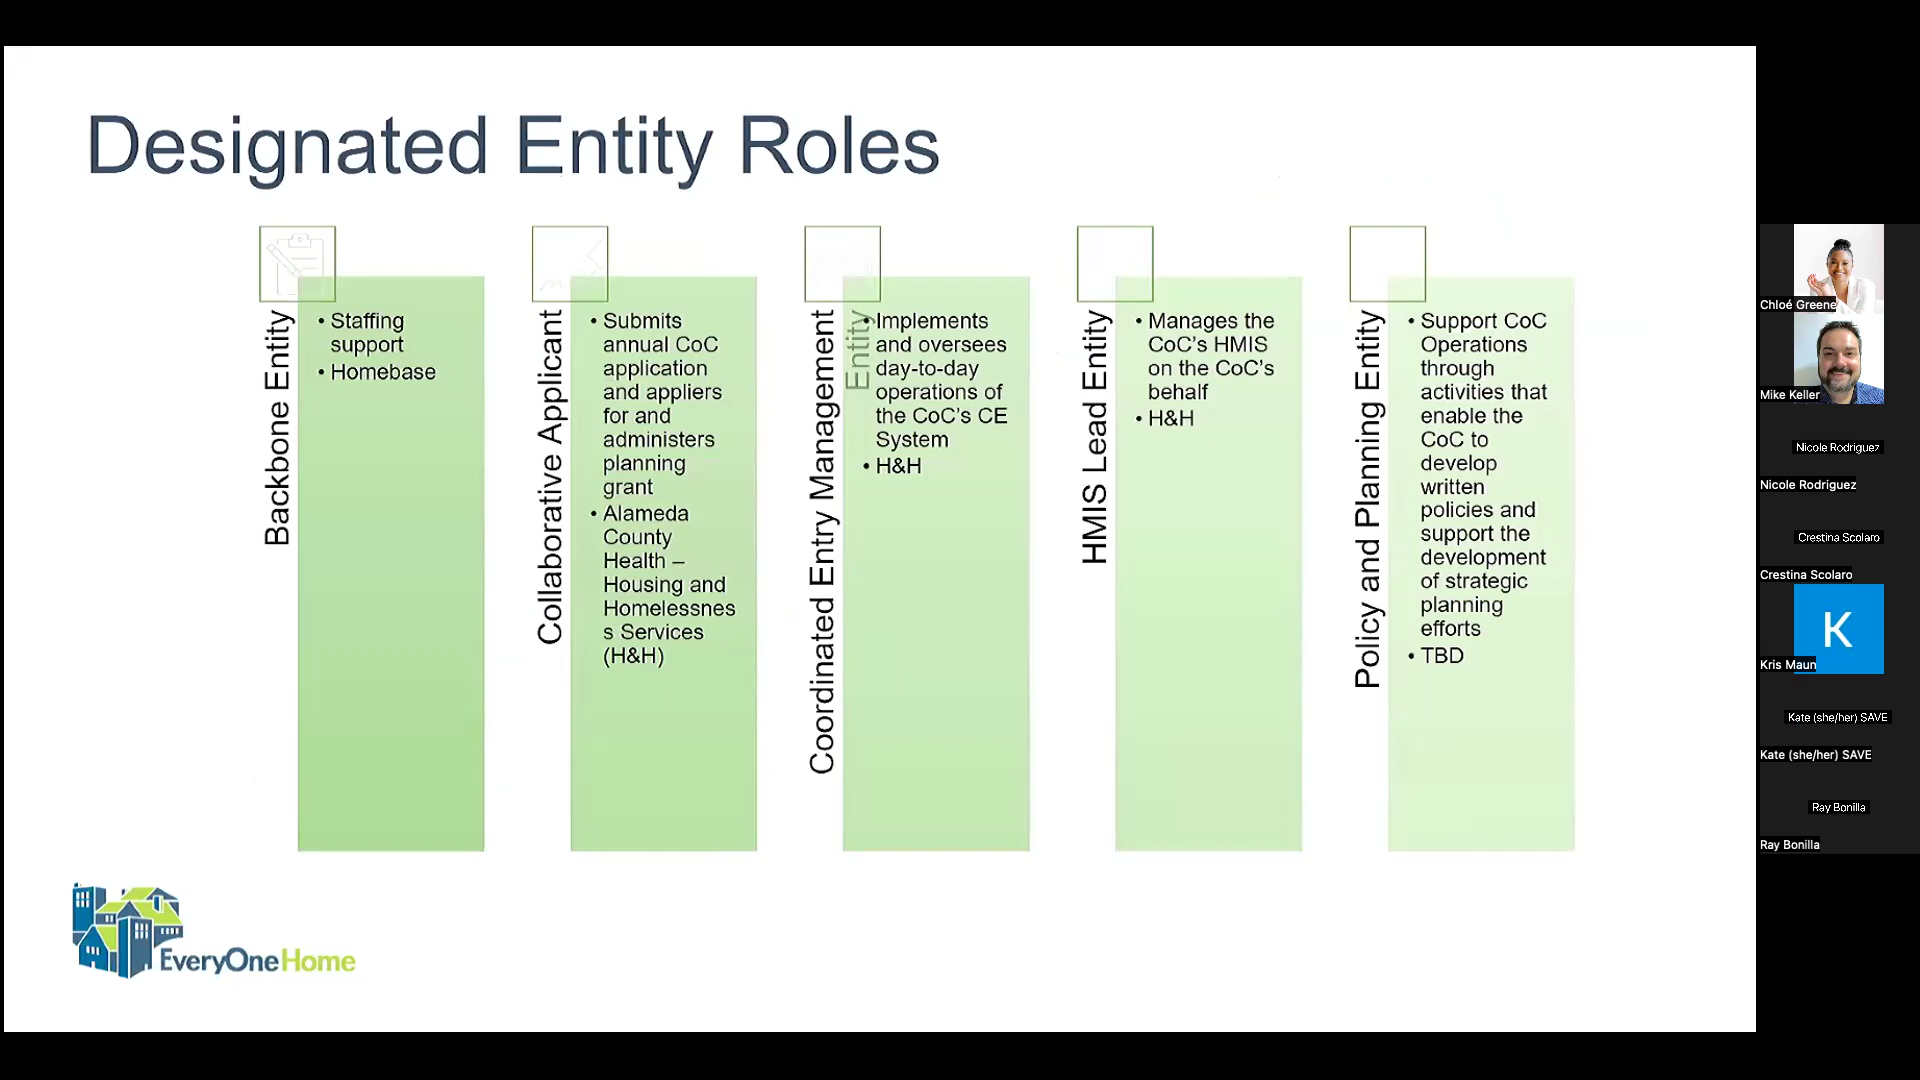 Designated Entity Roles
Backbone Entity
• Staffing
support
• Homebase
Collaborative Applicant
• Submits
annual CoC
application
and appliers
for and
administers
planning
grant
• Alameda
County
Health –
Housing and
Homelessnes
s Services
(H&H)
Coordinated Entry Management
Entity
• Implements
and oversees
day-to-day
operations of
the CoC's CE
System
• H&H
HMIS Lead Entity
• Manages the
CoC's HMIS
on the CoC's
behalf
• H&H
Policy and Planning Entity
• Support CoC
Operations
through
activities that
enable the
CoC to
develop
written
policies and
support the
development
of strategic
planning
efforts
• TBD
EveryOneHome
Chloé Greene
Mike Keller
Nicole Rodriguez
Nicole Rodriguez
Crestina Scolaro
Crestina Scolaro
K
Kris Maun
Kate (she/her) SAVE
Kate (she/her) SAVE
Ray Bonilla
Ray Bonilla